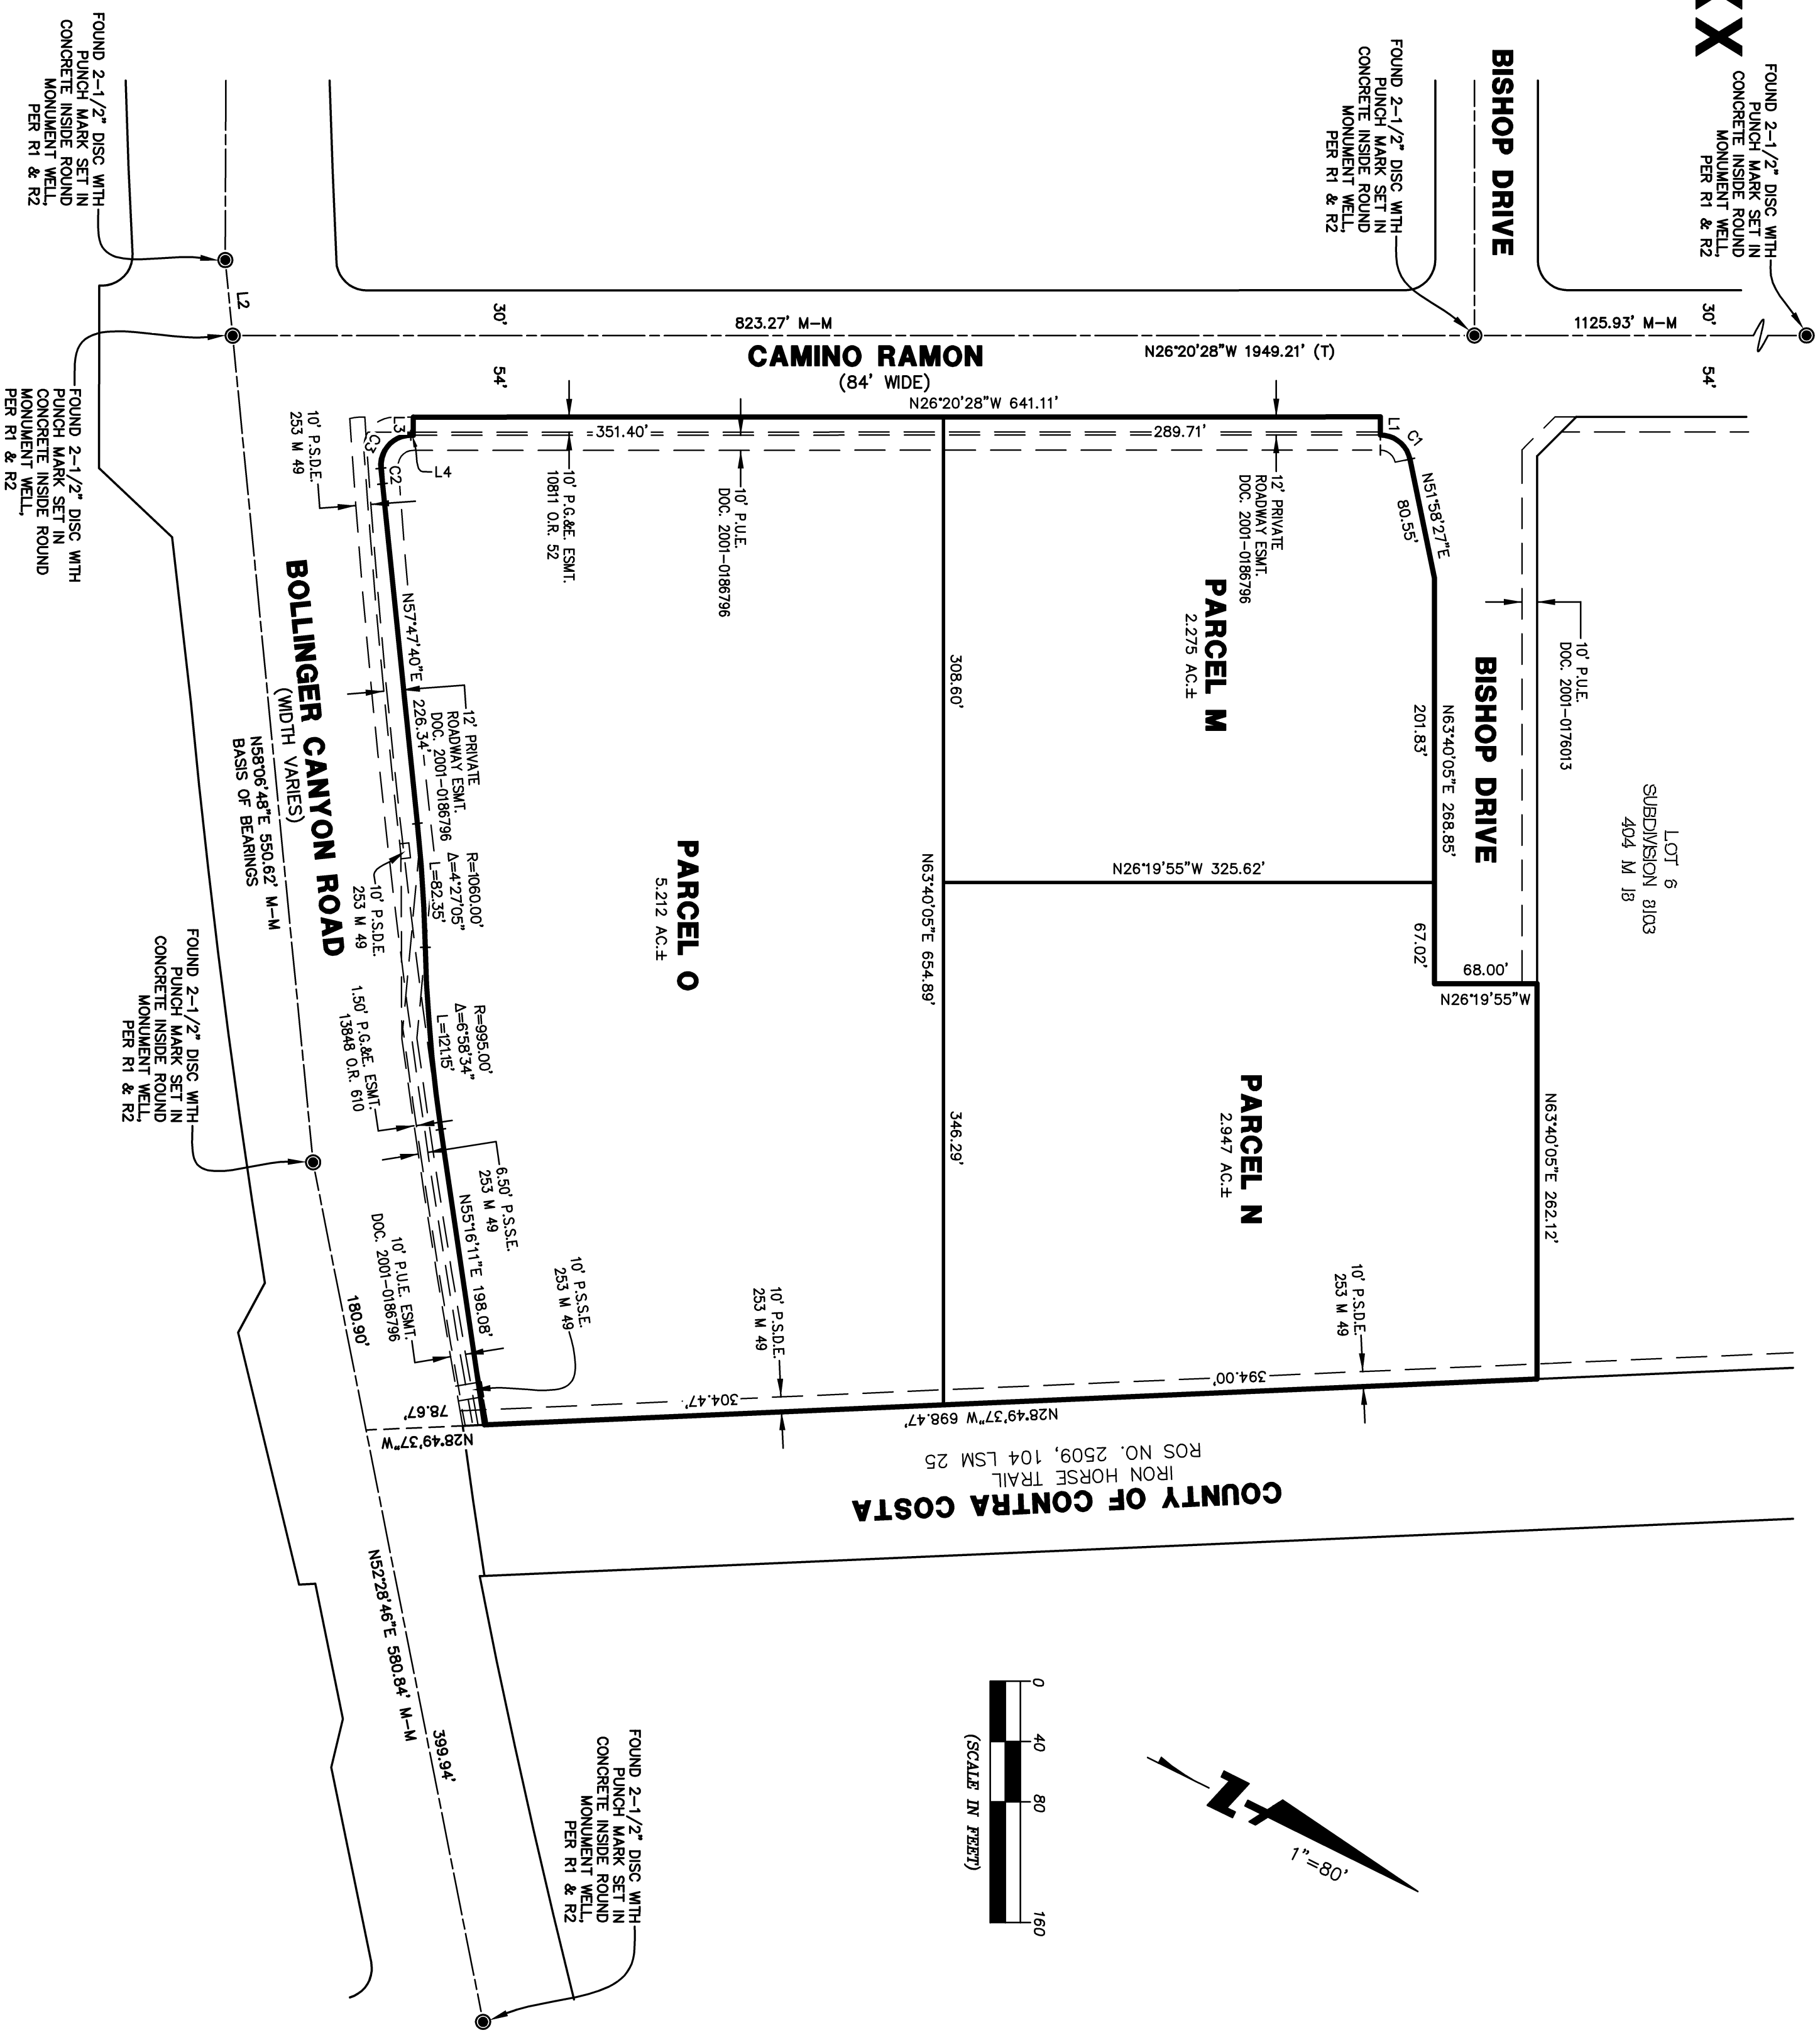 XX
FOUND 2-1/2" DISC WITH
PUNCH MARK SET IN
CONCRETE INSIDE ROUND
MONUMENT WELL,
PER R1 & R2
BISHOP DRIVE
FOUND 2-1/2" DISC WITH
PUNCH MARK SET IN
CONCRETE INSIDE ROUND
MONUMENT WELL,
PER R1 & R2
FOUND 2-1/2" DISC WITH
PUNCH MARK SET IN
CONCRETE INSIDE ROUND
MONUMENT WELL,
PER R1 & R2
L2
30'
823.27' M-M
1125.93' M-M
30'
N26°20'28"W 1949.21' (T)
CAMINO RAMON
(84' WIDE)
54'
54'
N26°20'28"W 641.11'
351.40'
289.71'
L1
C1
L3
C3
L4
C2
FOUND 2-1/2" DISC WITH
PUNCH MARK SET IN
CONCRETE INSIDE ROUND
MONUMENT WELL,
PER R1 & R2
10' P.S.D.E.
253 M 49
10' P.G.&E. ESMT.
10811 O.R. 52
10' P.U.E.
DOC. 2001-0186796
12' PRIVATE
ROADWAY ESMT.
DOC. 2001-0186796
N51°58'27"E
80.55'
10' P.U.E.
DOC. 2001-0176013
PARCEL M
2.275 AC.±
308.60'
BISHOP DRIVE
N63°40'05"E 268.85'
201.83'
67.02'
LOT 6
SUBDIVISION 8103
404 M 18
N26°19'55"W 325.62'
68.00'
N26°19'55"W
N63°40'05"E 654.89'
346.29'
PARCEL N
2.947 AC.±
N63°40'05"E 262.12'
10' P.S.D.E.
253 M 49
PARCEL O
5.212 AC.±
N57°47'40"E
226.34'
12' PRIVATE
ROADWAY ESMT.
DOC. 2001-0186796
R=1060.00'
Δ=4°27'05"
L=82.35'
R=995.00'
Δ=6°58'34"
L=121.15'
BOLLINGER CANYON ROAD
(WIDTH VARIES)
N58°06'48"E 550.62' M-M
BASIS OF BEARINGS
10' P.S.D.E.
253 M 49
1.50' P.G.&E. ESMT.
13848 O.R. 610
6.50' P.S.S.E.
253 M 49
N55°16'11"E 198.08'
10' P.U.E. ESMT.
DOC. 2001-0186796
10' P.S.S.E.
253 M 49
10' P.S.D.E.
253 M 49
FOUND 2-1/2" DISC WITH
PUNCH MARK SET IN
CONCRETE INSIDE ROUND
MONUMENT WELL,
PER R1 & R2
180.90'
78.67'
N28°49'37"W
304.47'
394.00'
N28°49'37"W 698.47'
ROS NO. 2509, 104 LSM 25
IRON HORSE TRAIL
COUNTY OF CONTRA COSTA
N52°28'46"E 580.84' M-M
399.94'
FOUND 2-1/2" DISC WITH
PUNCH MARK SET IN
CONCRETE INSIDE ROUND
MONUMENT WELL,
PER R1 & R2
0 40 80 160
(SCALE IN FEET)
N
1"=80'